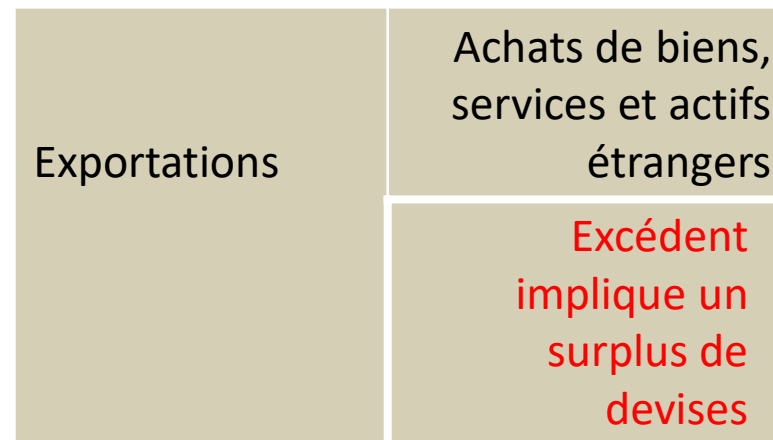 Exportations
Achats de biens,
services et actifs
étrangers
Excédent
implique un
surplus de
devises